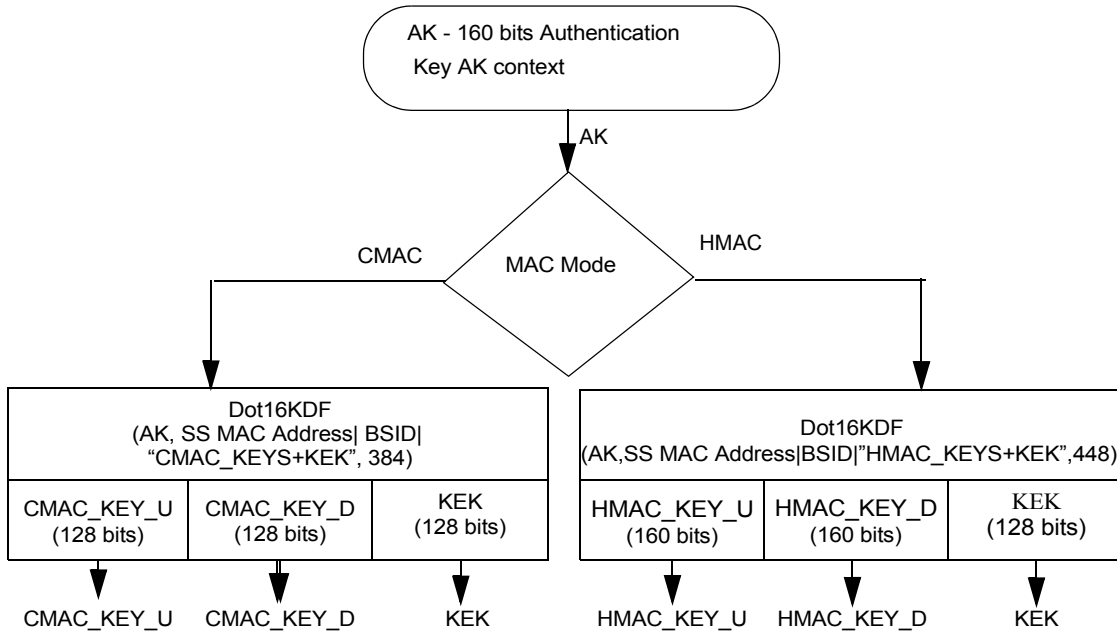 AK - 160 bits Authentication
Key AK context
AK
CMAC
HMAC
MAC Mode
Dot16KDF
(AK, SS MAC Address| BSID|
“CMAC_KEYS+KEK”, 384)
CMAC_KEY_U
(128 bits)
CMAC_KEY_D
(128 bits)
KEK
(128 bits)
Dot16KDF
(AK,SS MAC Address|BSID|”HMAC_KEYS+KEK”,448)
HMAC_KEY_U
(160 bits)
HMAC_KEY_D
(160 bits)
KEK
(128 bits)
CMAC_KEY_U
CMAC_KEY_D
KEK
HMAC_KEY_U
HMAC_KEY_D
KEK